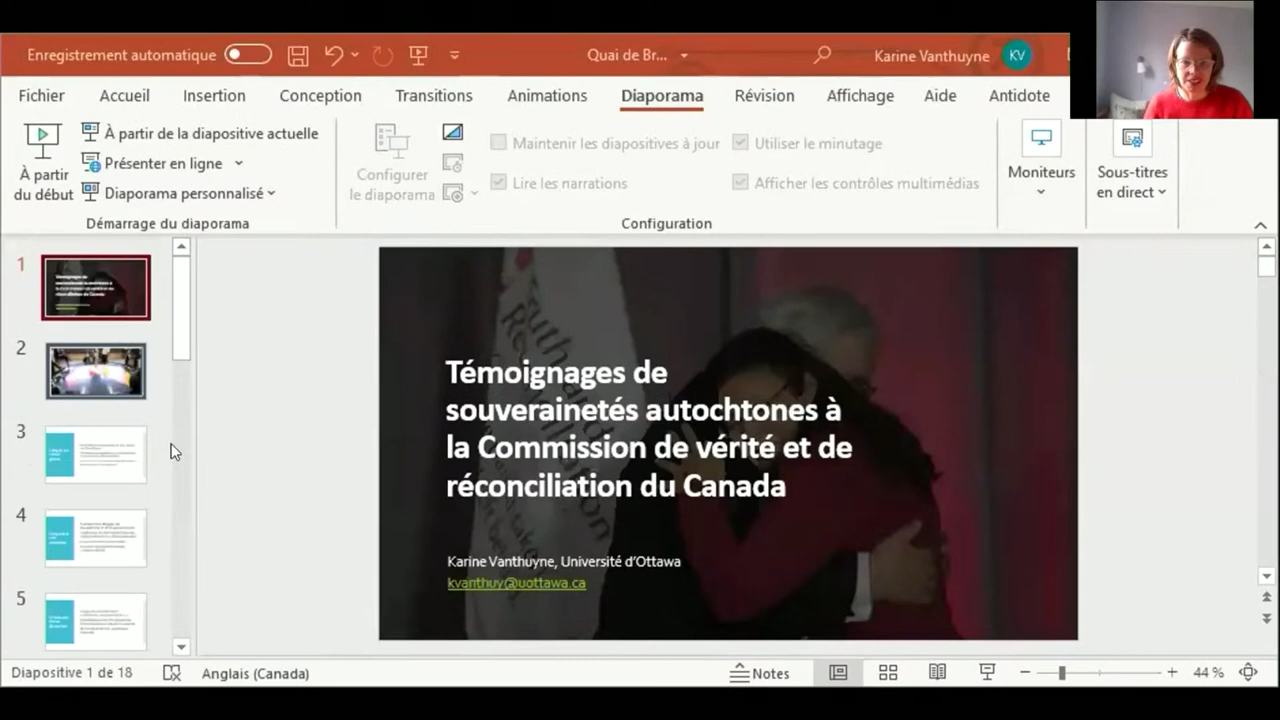 Enregistrement automatique
Quai de Br...
Karine Vanthuyne
KV
Fichier
Accueil
Insertion
Conception
Transitions
Animations
Diaporama
Révision
Affichage
Aide
Antidote
À partir
du début
À partir de la diapositive actuelle
Présenter en ligne
Diaporama personnalisé
Démarrage du diaporama
Configurer
le diaporama
Maintenir les diapositives à jour
Lire les narrations
Utiliser le minutage
Afficher les contrôles multimédias
Configuration
Moniteurs
Sous-titres
en direct
1
2
3
4
5
Témoignages de
souverainetés autochtones à
la Commission de vérité et de
réconciliation du Canada
Karine Vanthuyne, Université d'Ottawa
kvanthuy@uottawa.ca
Diapositive 1 de 18
Anglais (Canada)
Notes
44 %